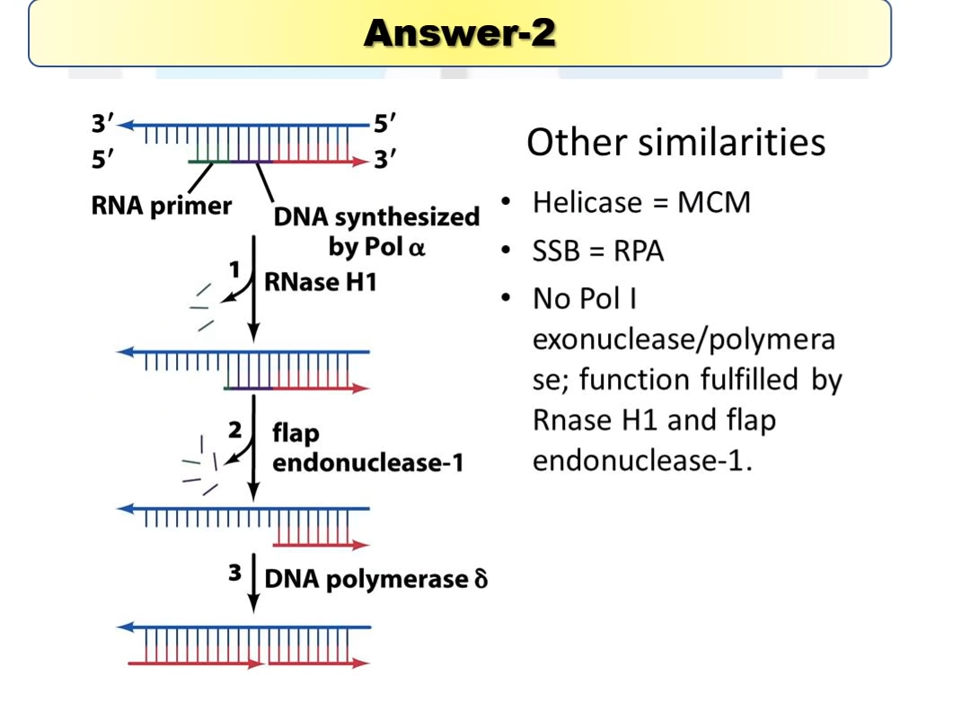 Answer-2
3′ 5′
5′ 3′
RNA primer
DNA synthesized
by Pol α
1
RNase H1
2
flap
endonuclease-1
3
DNA polymerase δ
Other similarities
• Helicase = MCM
• SSB = RPA
• No Pol I
exonuclease/polymera
se; function fulfilled by
Rnase H1 and flap
endonuclease-1.